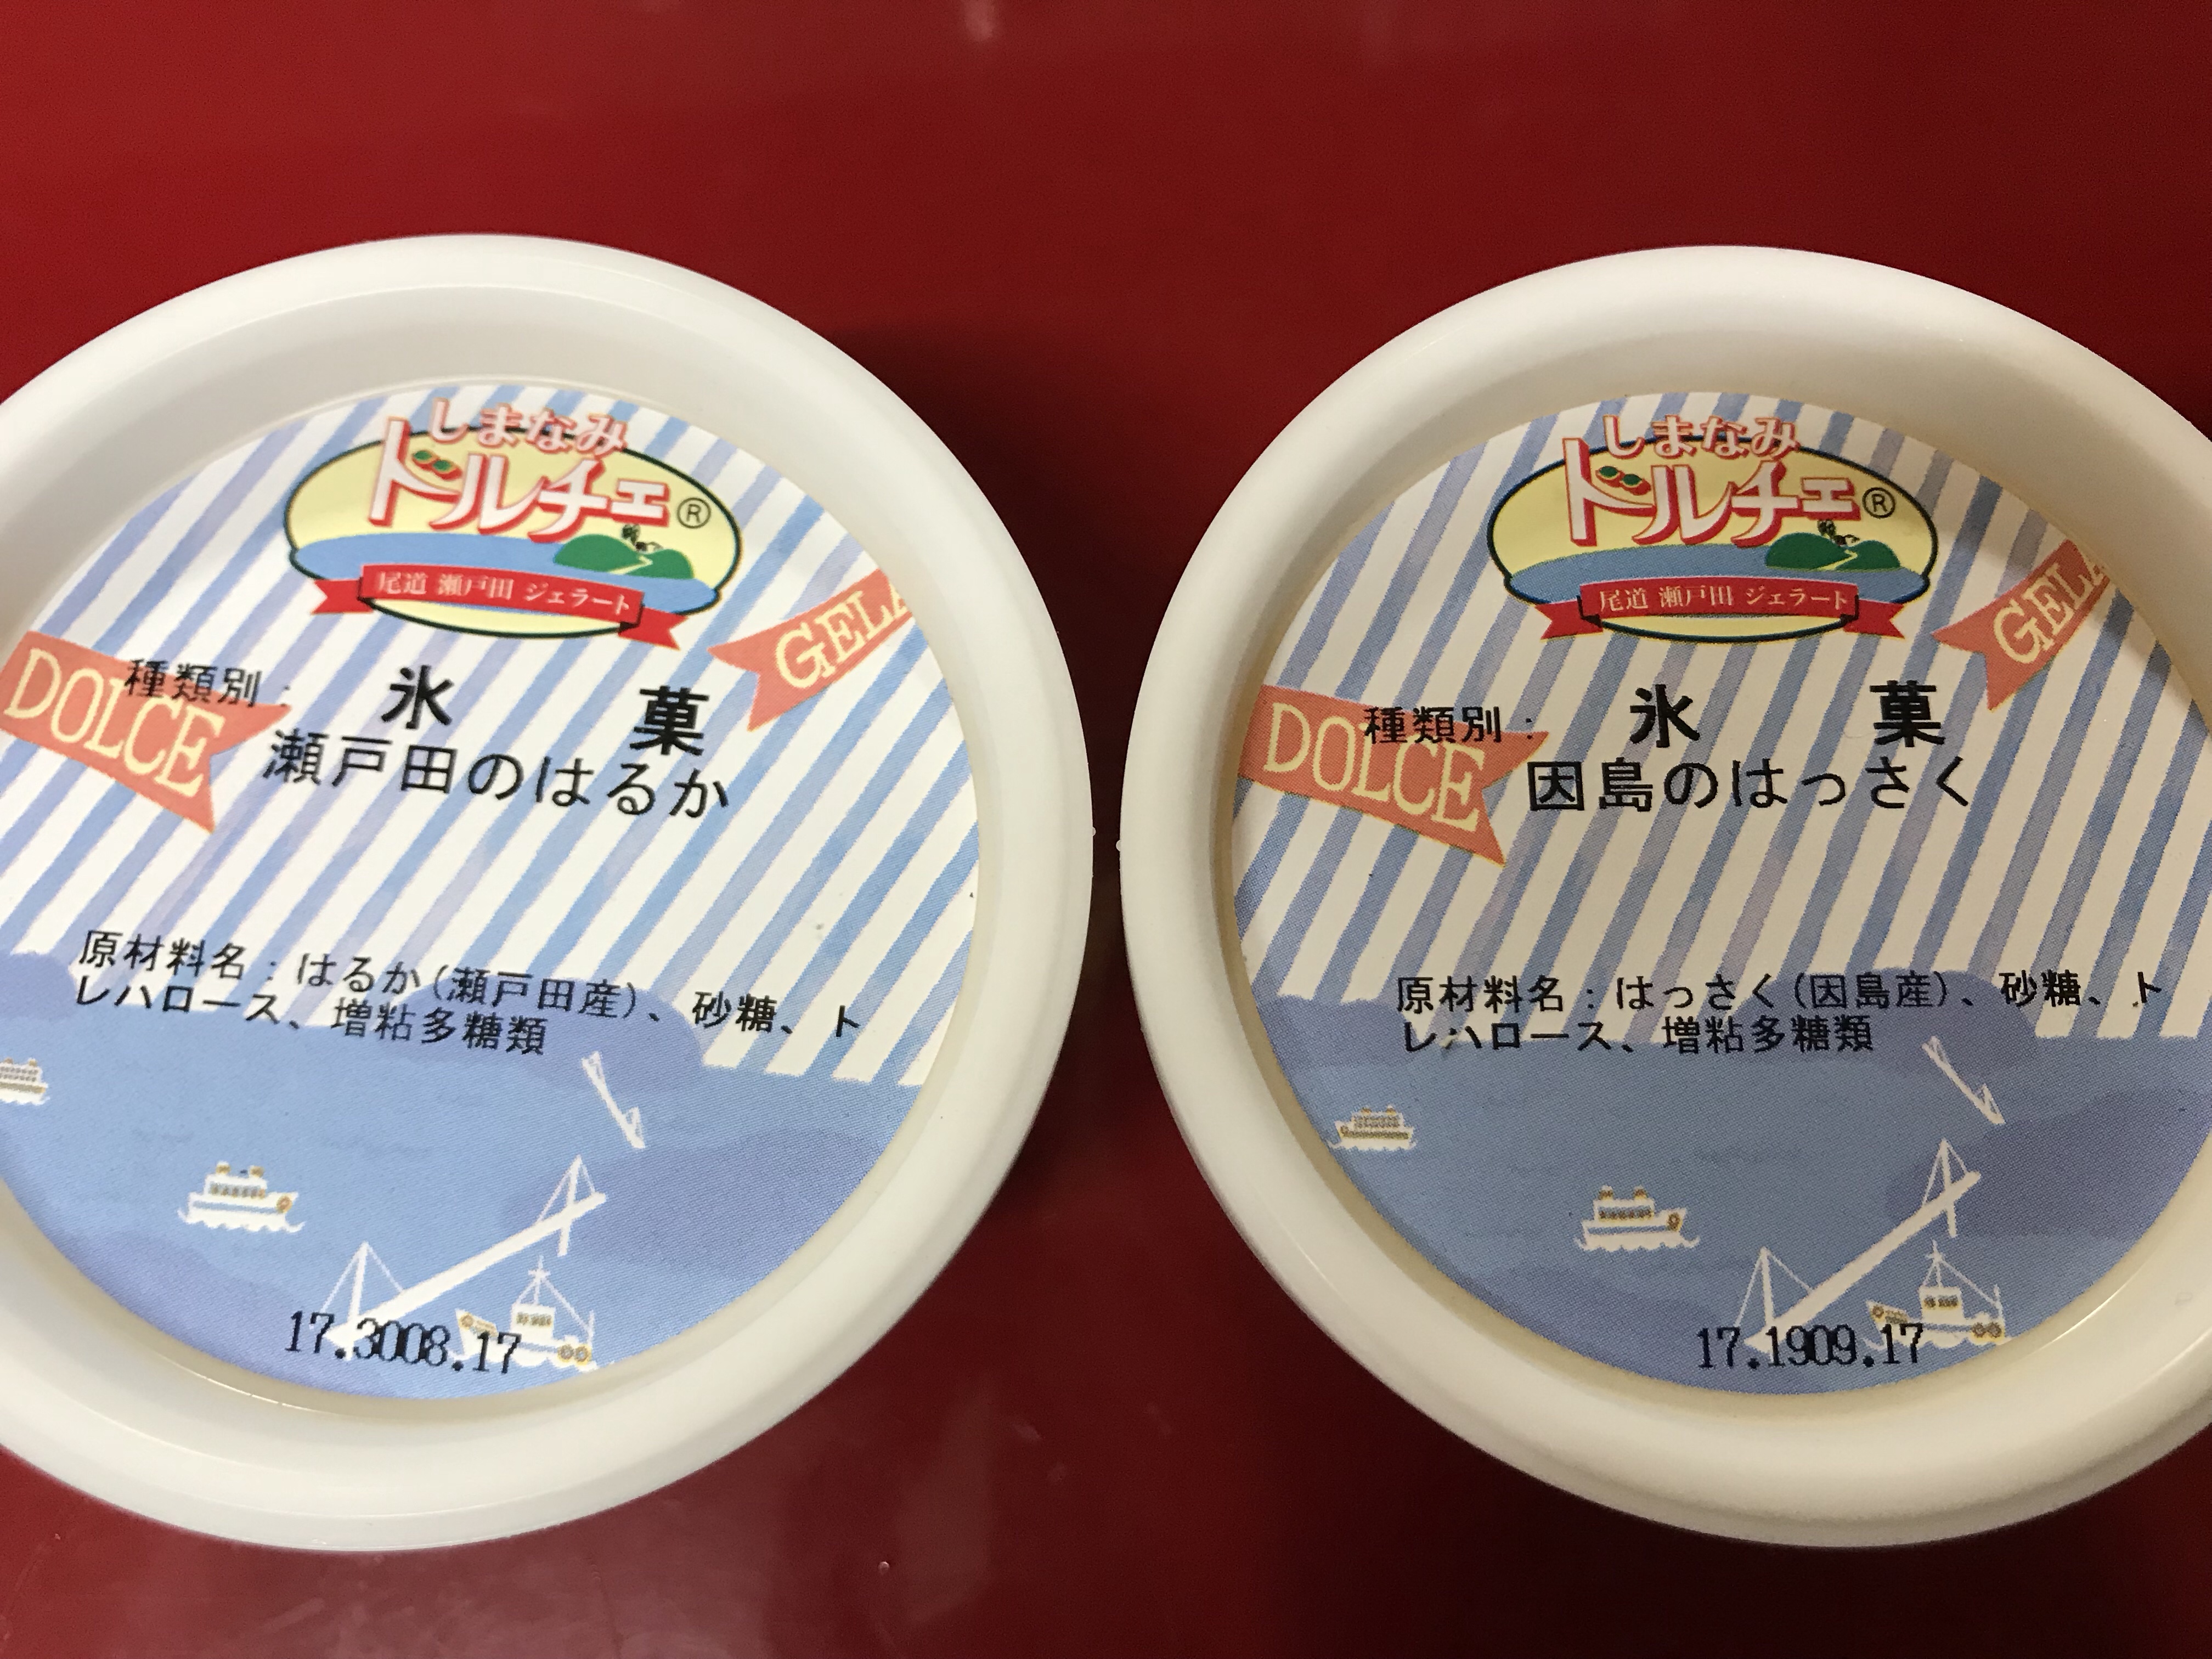 しまなみ
ドルチェ®
尾道 瀬戸田 ジェラート
DOLCE
GELA
種類別：　氷　　菓
瀬戸田のはるか
原材料名：はるか(瀬戸田産)、砂糖、ト
レハロース、増粘多糖類
17.3008.17
しまなみ
ドルチェ®
尾道 瀬戸田 ジェラート
DOLCE
GELA
種類別：　氷　　菓
因島のはっさく
原材料名：はっさく(因島産)、砂糖、ト
レハロース、増粘多糖類
17.1909.17